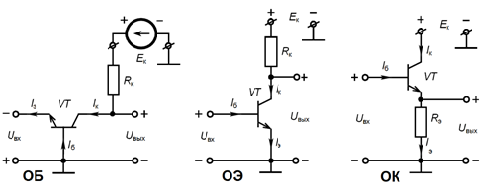 + −
Eк
Rк
Iэ VT Iк
− +
Iб
Uвх Uвых
+ −
ОБ
+ −
Eк
Rк
+
VT Iк
+ Iб
Uвх Uвых
Iэ
− −
ОЭ
+ −
Eк
Iк
Iб
+ VT
+
Uвх Rэ Uвых
Iэ
− −
ОК